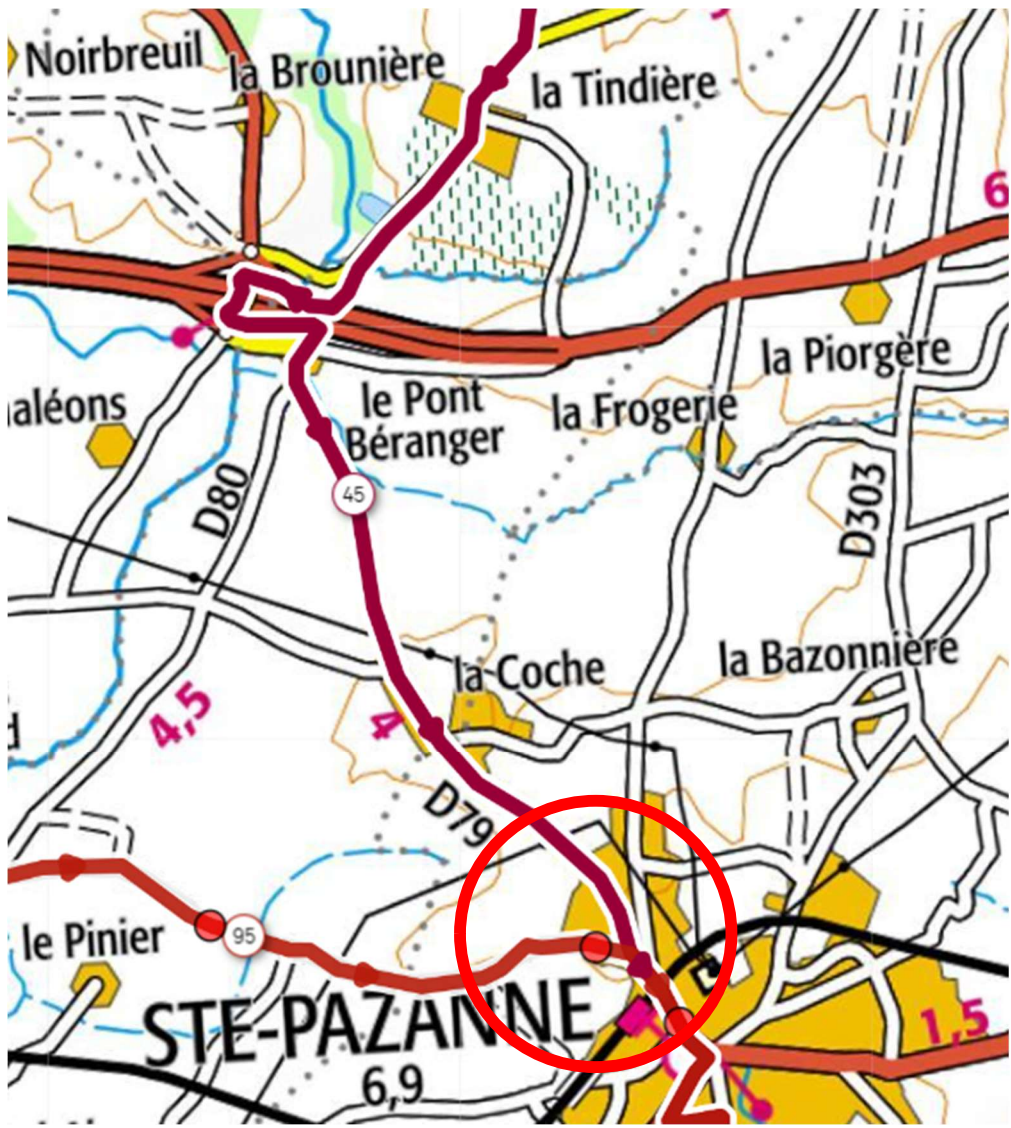 Noirbreuil
la Brounière
la Tindière
6
la Piorgère
aléons
le Pont
Béranger
la Frogerie
45
D80
D303
la Coche
la Bazonnière
4,5
4
D79
95
le Pinier
STE-PAZANNE
6,9
1,5